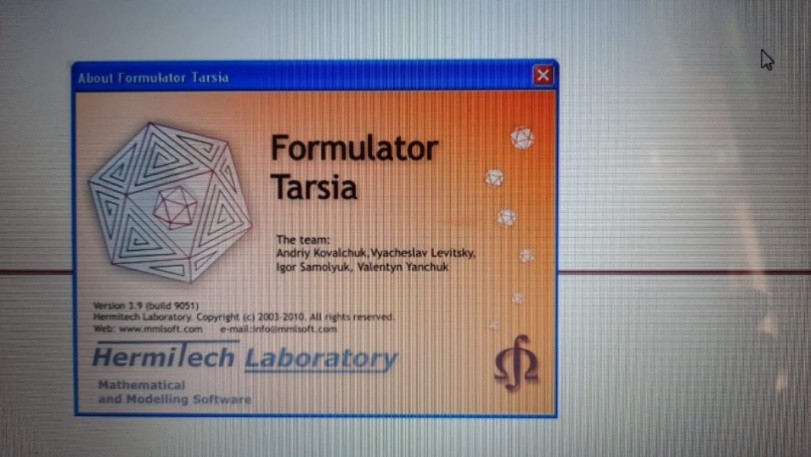 About Formulator Tarsia
Formulator
Tarsia
The team:
Andriy Kovalchuk,Vyacheslav Levitsky,
Igor Samolyuk, Valentyn Yanchuk
Version 3.9 (build 9051)
Hermitech Laboratory. Copyright (c) 2003-2010. All rights reserved.
Web: www.mmlsoft.com e-mail:info@mmlsoft.com
HermiTech Laboratory
Mathematical
and Modelling Software